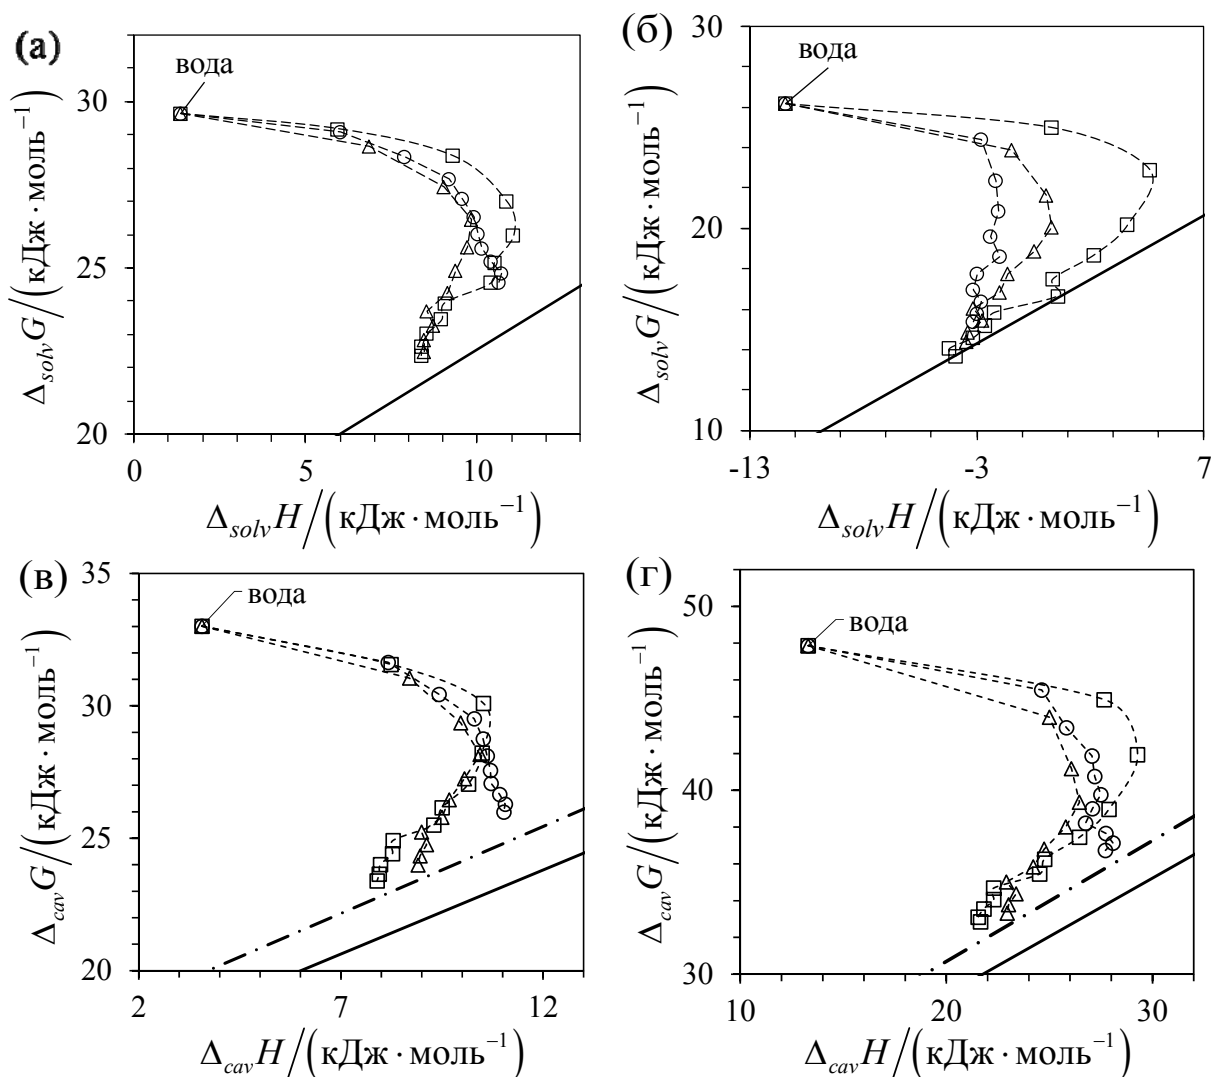 (а)
вода
30
25
20
0
5
10
Δ_solv G/(кДж·моль⁻¹)
Δ_solv H/(кДж·моль⁻¹)
(б)
вода
30
20
10
-13
-3
7
Δ_solv G/(кДж·моль⁻¹)
Δ_solv H/(кДж·моль⁻¹)
(в)
вода
35
30
25
20
2
7
12
Δ_cav G/(кДж·моль⁻¹)
Δ_cav H/(кДж·моль⁻¹)
(г)
вода
50
40
30
10
20
30
Δ_cav G/(кДж·моль⁻¹)
Δ_cav H/(кДж·моль⁻¹)